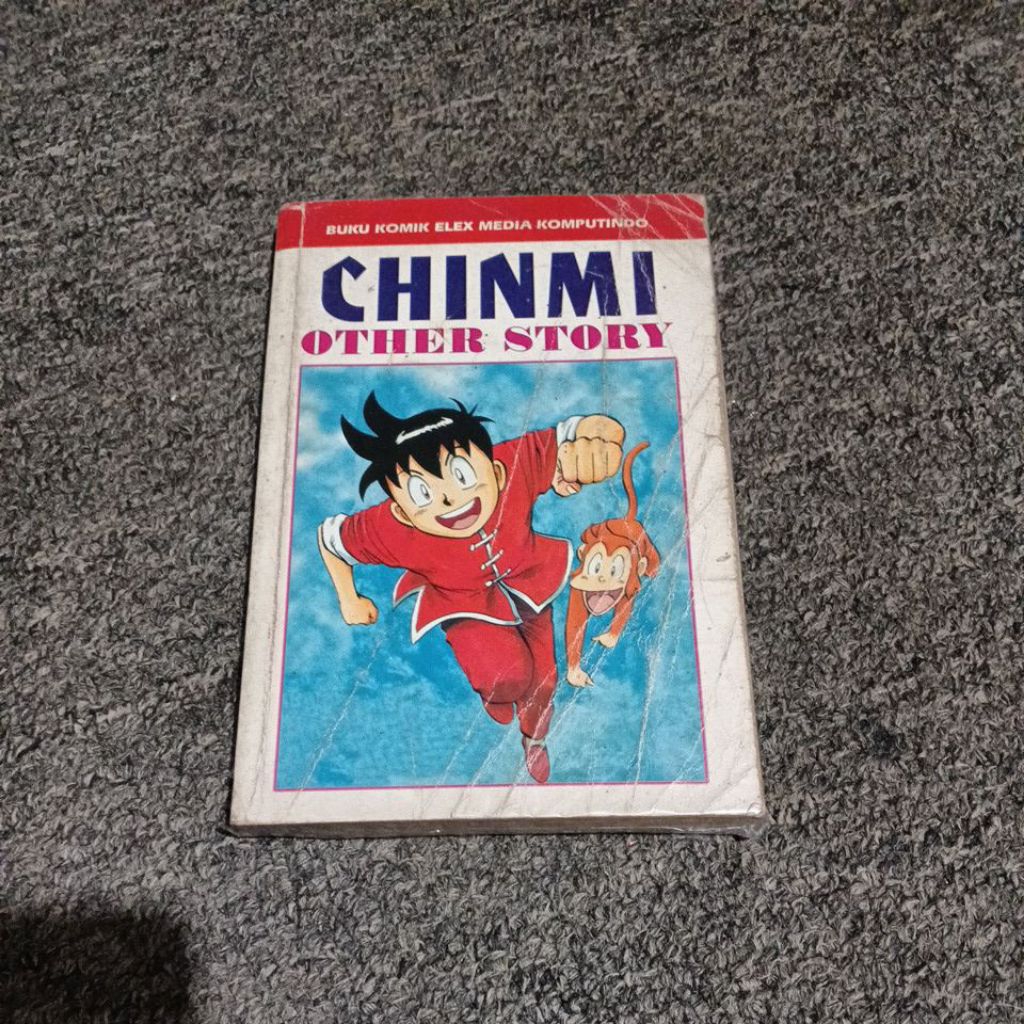 BUKU KOMIK ELEX MEDIA KOMPUTINDO
CHINMI
OTHER STORY